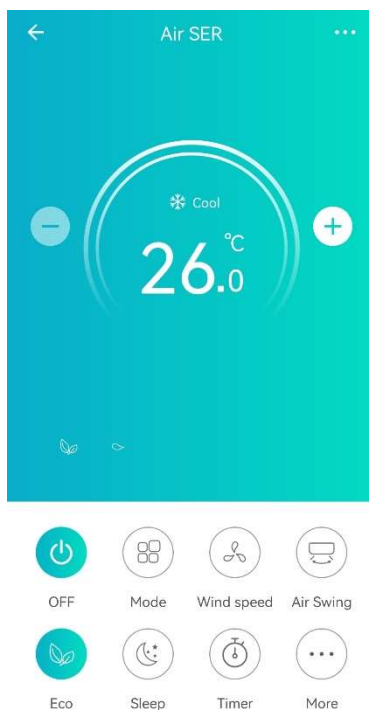 Air SER
Cool
26.0 °C
OFF Mode Wind speed Air Swing
Eco Sleep Timer More